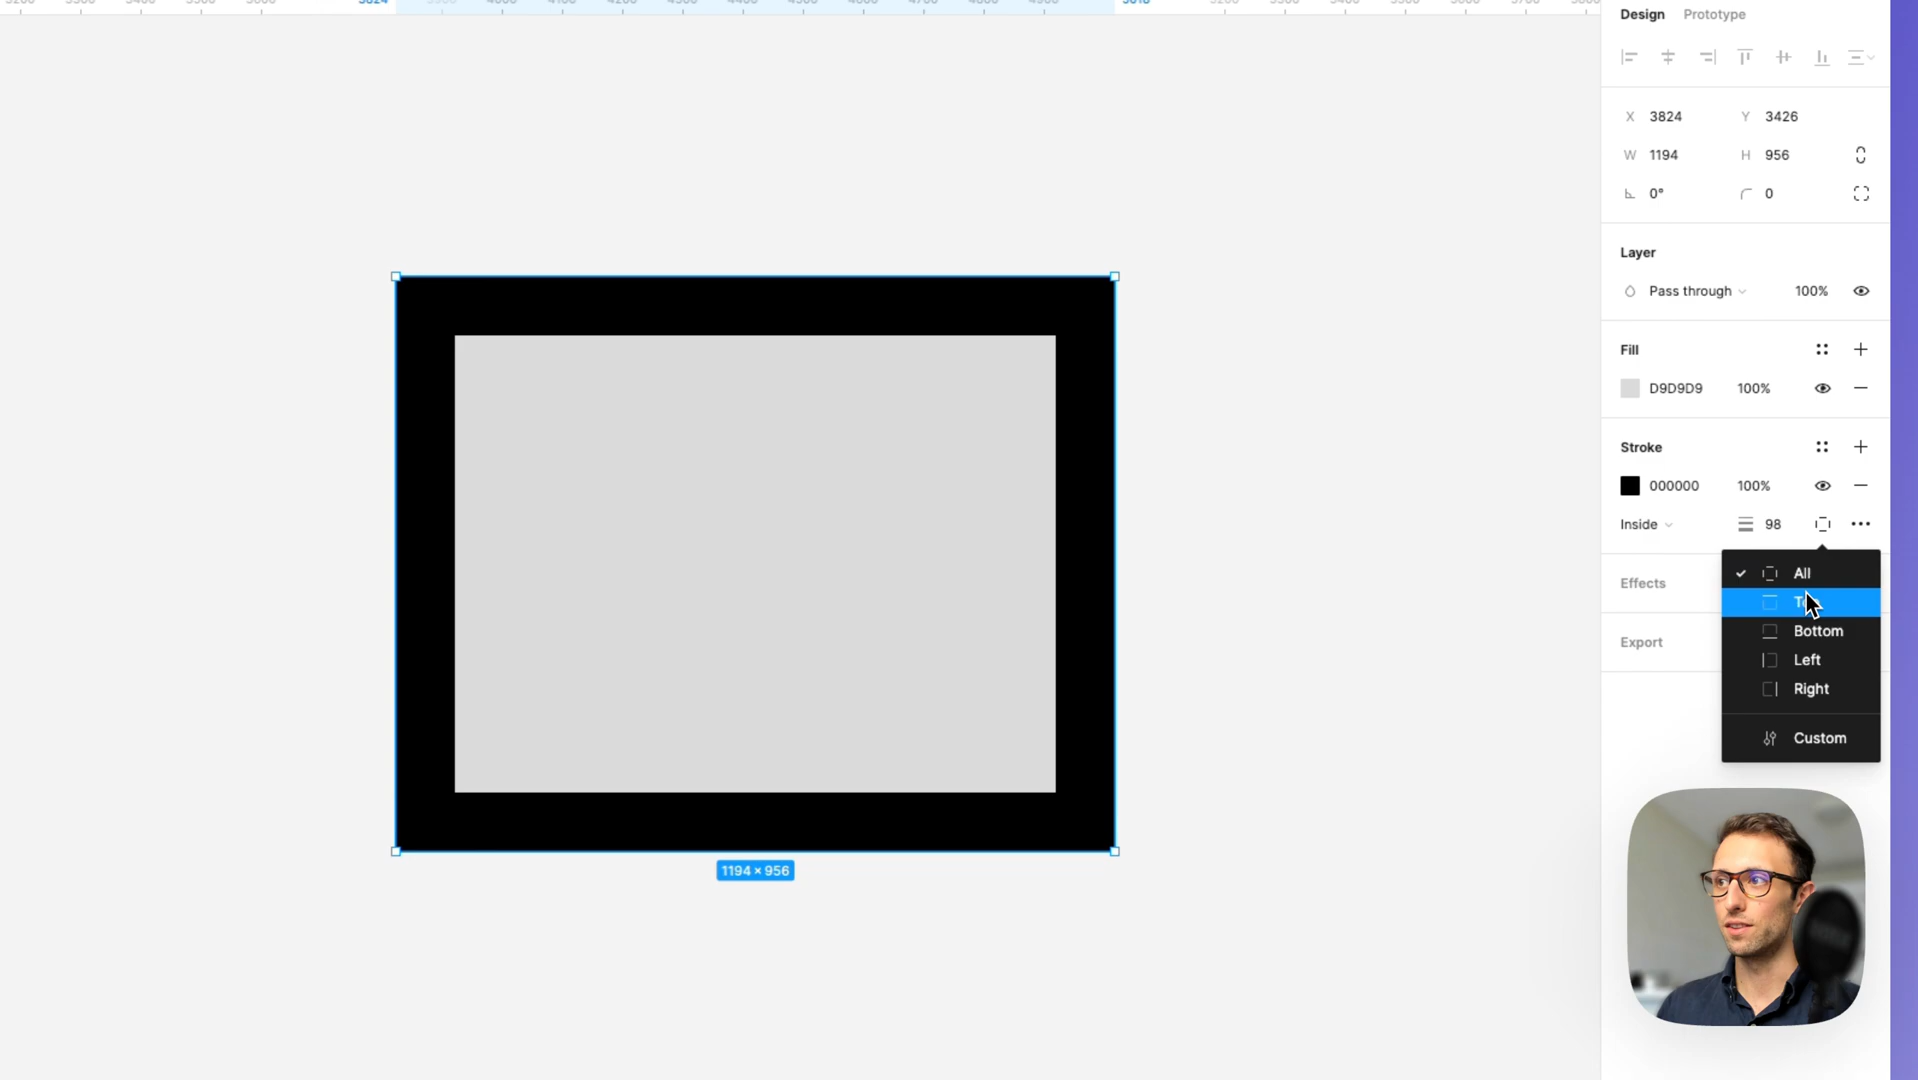 3824
Design Prototype
X 3824 Y 3426
W 1194 H 956
0° 0
Layer
Pass through 100%
Fill
D9D9D9 100%
Stroke
000000 100%
Inside 98
All
Effects
Bottom
Export
Left
Right
Custom
1194 × 956